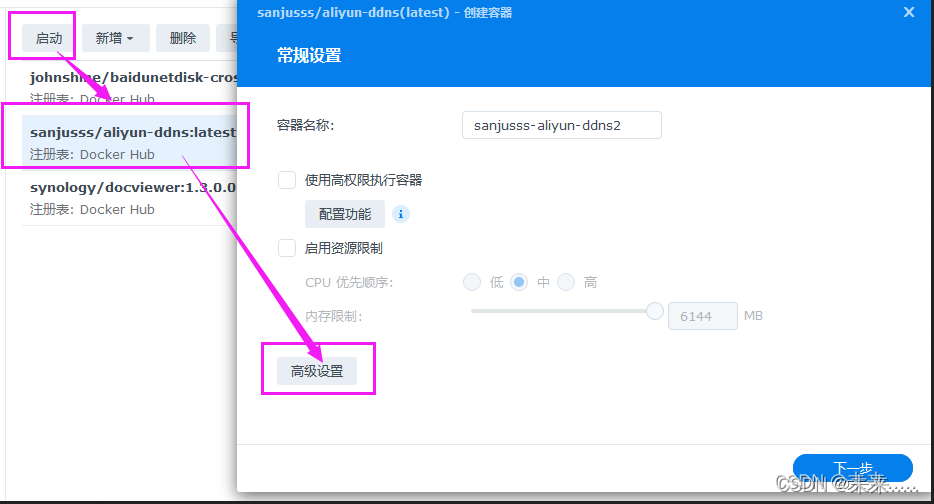 启动
新增
删除
johnshine/baidunetdisk-cros
注册表: Docker Hub
sanjusss/aliyun-ddns:latest
注册表: Docker Hub
synology/docviewer:1.3.0.0
注册表: Docker Hub
sanjusss/aliyun-ddns(latest) - 创建容器
常规设置
容器名称:
sanjusss-aliyun-ddns2
使用高权限执行容器
配置功能
启用资源限制
CPU 优先顺序:
低 中 高
内存限制:
6144 MB
高级设置
下一步
CSDN @未来.....